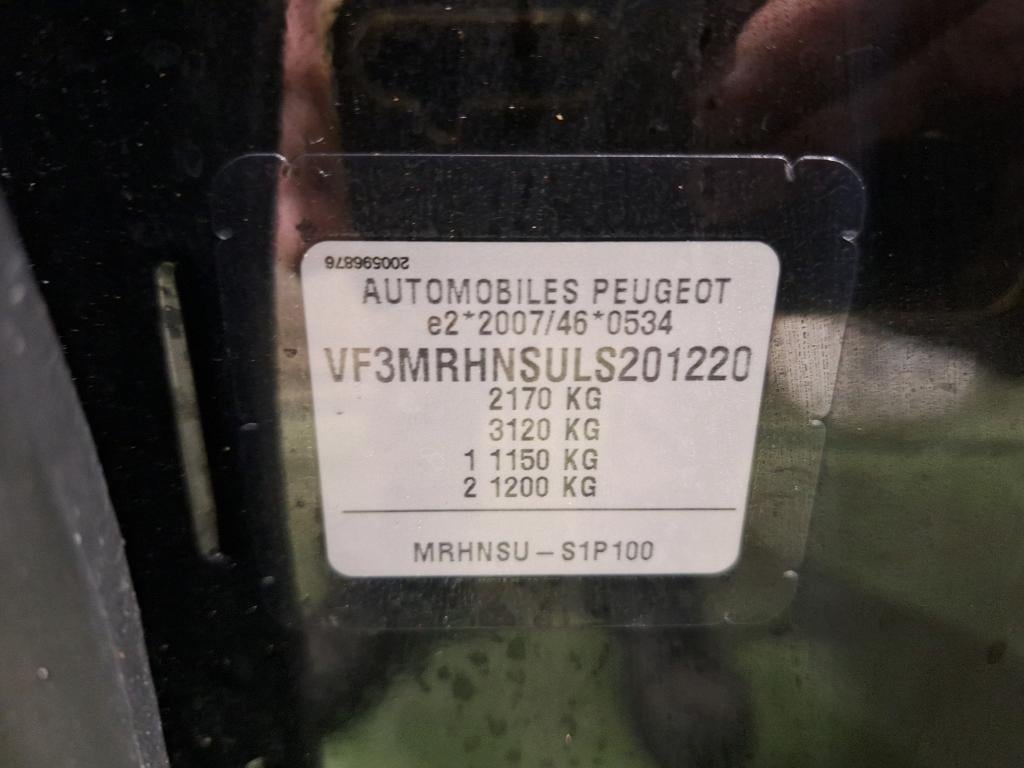 200596876
AUTOMOBILES PEUGEOT
e2*2007/46*0534
VF3MRHNSULS201220
2170 KG
3120 KG
1 1150 KG
2 1200 KG
MRHNSU – S1P100